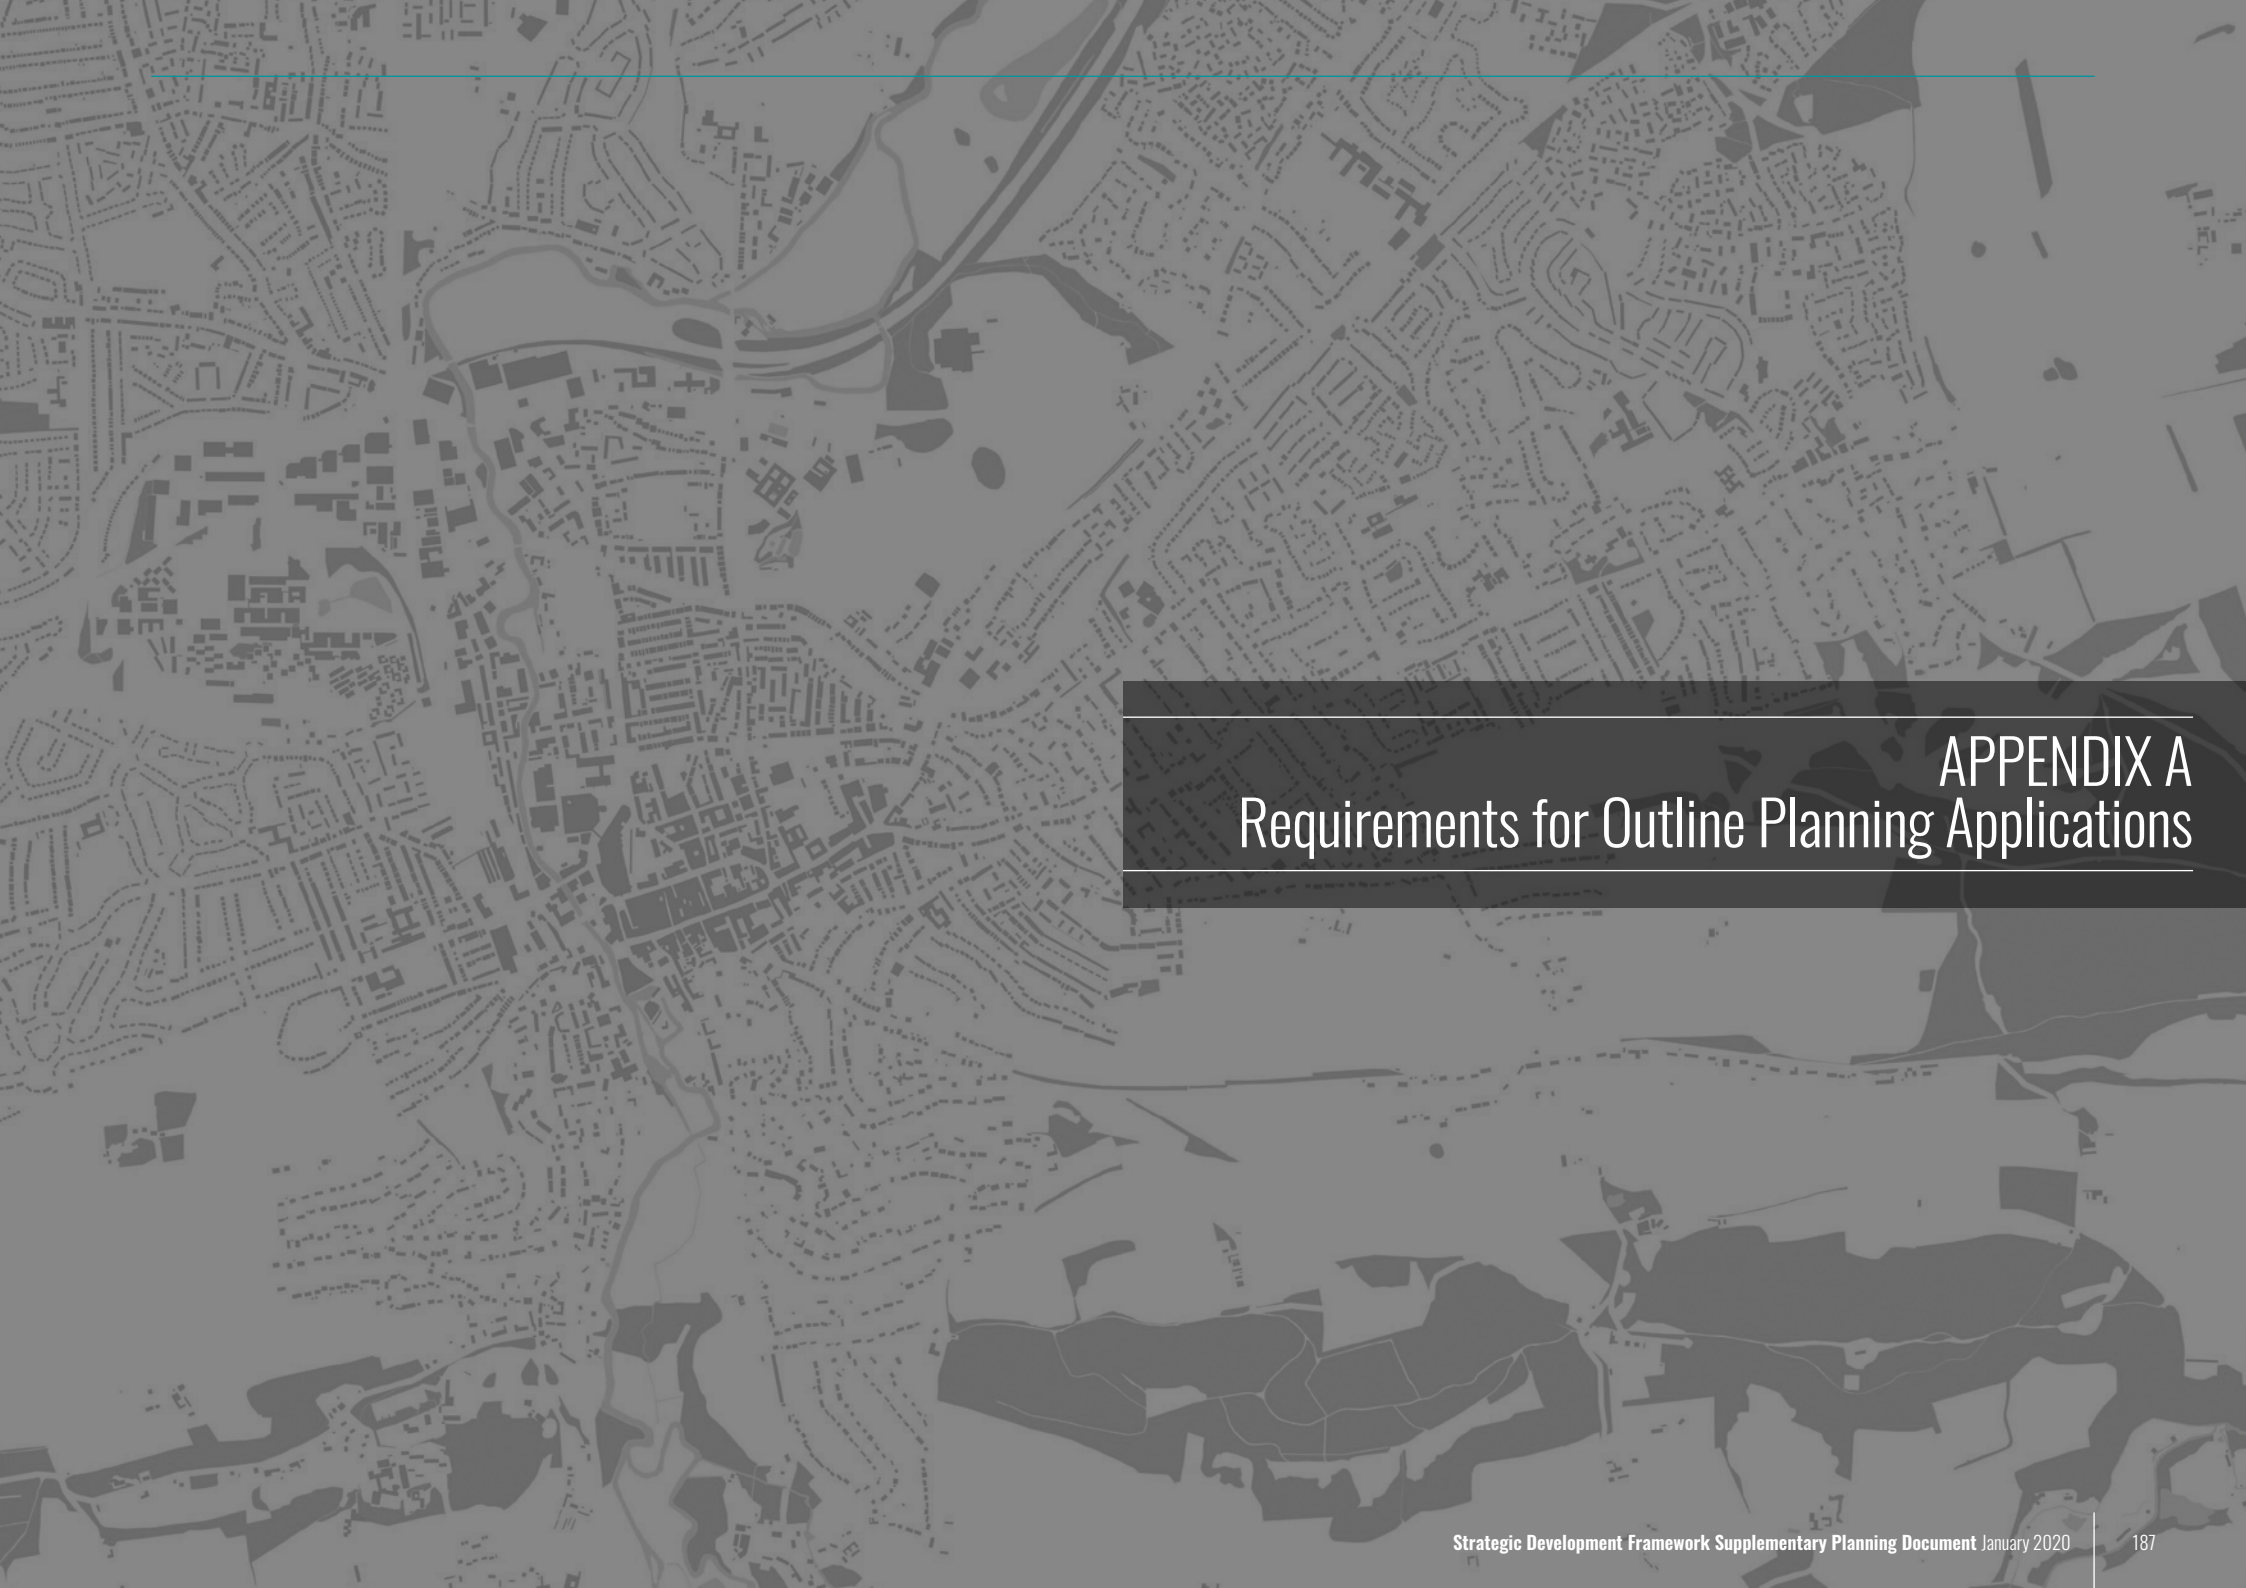 APPENDIX A
Requirements for Outline Planning Applications
Strategic Development Framework Supplementary Planning Document January 2020 187